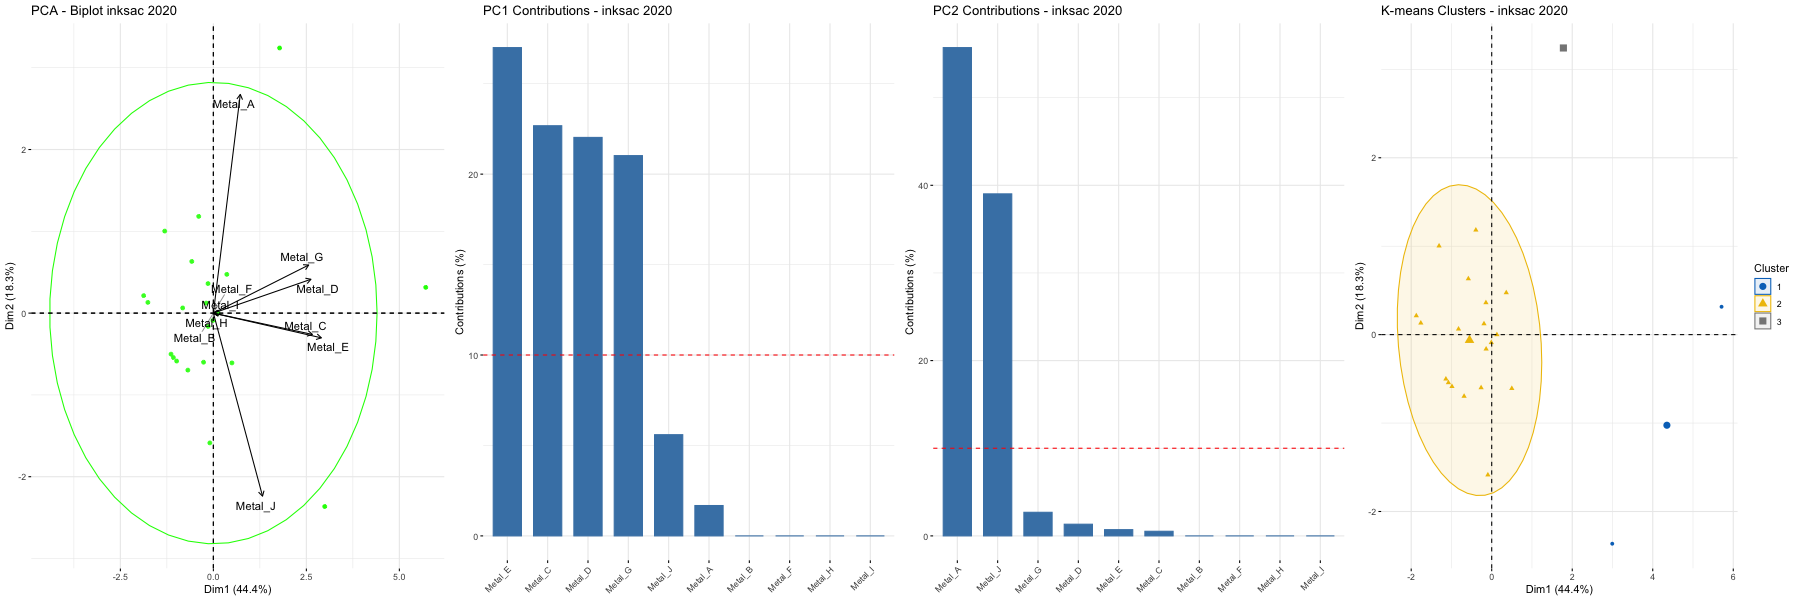 PCA - Biplot inksac 2020
Dim2 (18.3%)
2
0
-2
Metal_A
Metal_G
Metal_F
Metal_D
Metal_I
Metal_H
Metal_C
Metal_B
Metal_E
Metal_J
-2.5
0.0
2.5
5.0
Dim1 (44.4%)
PC1 Contributions - inksac 2020
Contributions (%)
20
10
0
Metal_E
Metal_C
Metal_D
Metal_G
Metal_J
Metal_A
Metal_B
Metal_F
Metal_H
Metal_I
PC2 Contributions - inksac 2020
Contributions (%)
40
20
0
Metal_A
Metal_J
Metal_G
Metal_D
Metal_E
Metal_C
Metal_B
Metal_F
Metal_H
Metal_I
K-means Clusters - inksac 2020
Dim2 (18.3%)
2
0
-2
-2
0
2
4
6
Dim1 (44.4%)
Cluster
1
2
3